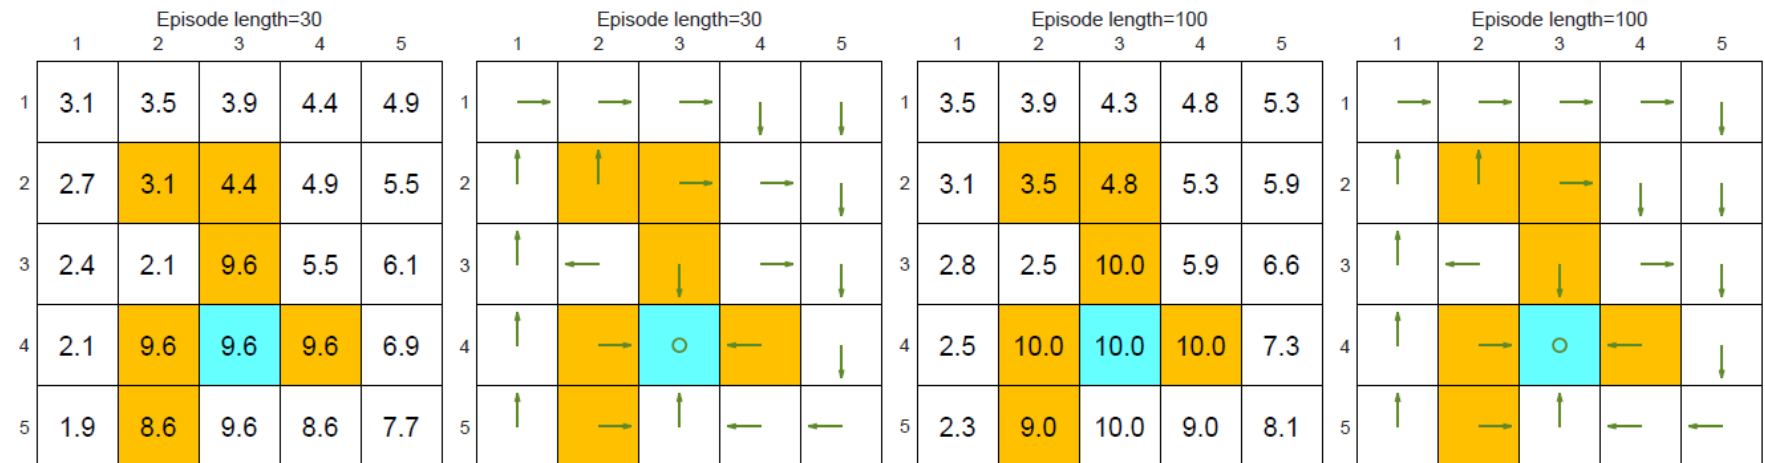 Episode length=30 Episode length=30 Episode length=100 Episode length=100
1 2 3 4 5 1 2 3 4 5 1 2 3 4 5 1 2 3 4 5
1 3.1 3.5 3.9 4.4 4.9 1 1 3.5 3.9 4.3 4.8 5.3 1
2 2.7 3.1 4.4 4.9 5.5 2 2 3.1 3.5 4.8 5.3 5.9 2
3 2.4 2.1 9.6 5.5 6.1 3 3 2.8 2.5 10.0 5.9 6.6 3
4 2.1 9.6 9.6 9.6 6.9 4 4 2.5 10.0 10.0 10.0 7.3 4
5 1.9 8.6 9.6 8.6 7.7 5 5 2.3 9.0 10.0 9.0 8.1 5